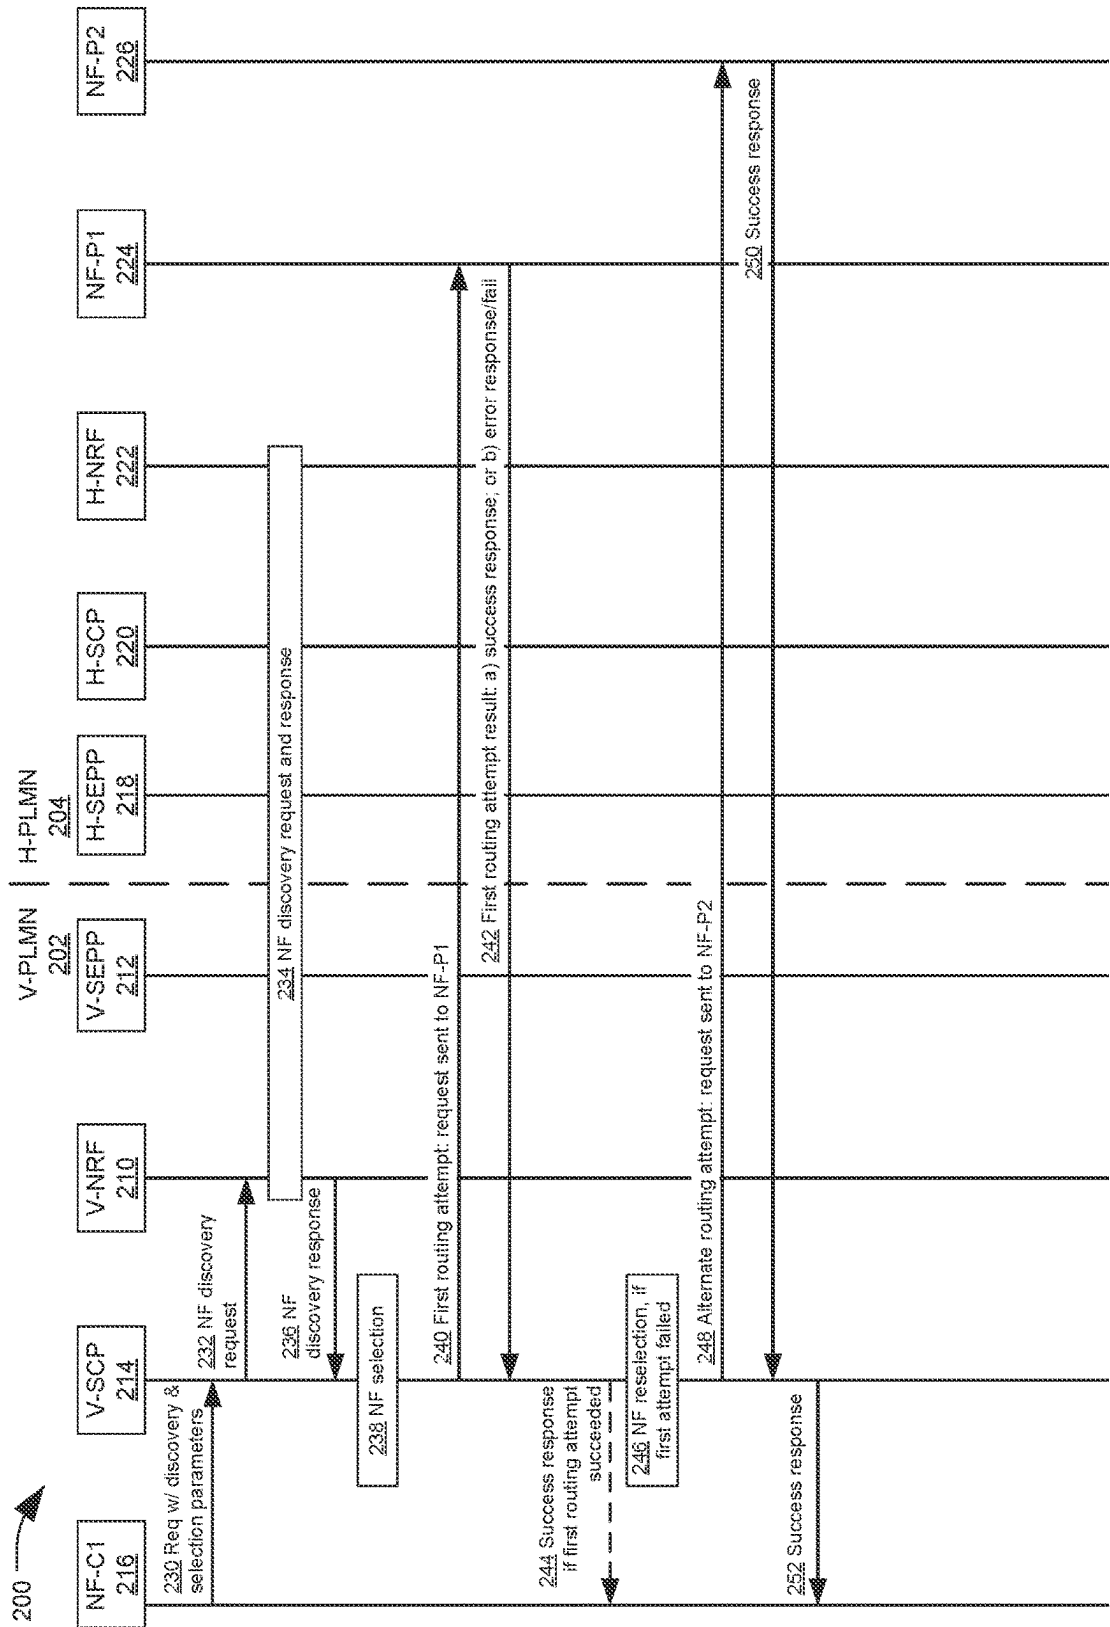 200
V-PLMN
202
H-PLMN
204
NF-C1
216
V-SCP
214
V-NRF
210
V-SEPP
212
H-SEPP
218
H-SCP
220
H-NRF
222
NF-P1
224
NF-P2
226
230 Req w/ discovery &
selection parameters
232 NF discovery
request
234 NF discovery request and response
236 NF
discovery response
238 NF selection
240 First routing attempt: request sent to NF-P1
242 First routing attempt result: a) success response; or b) error response/fail
244 Success response
if first routing attempt
succeeded
246 NF reselection, if
first attempt failed
248 Alternate routing attempt: request sent to NF-P2
250 Success response
252 Success response